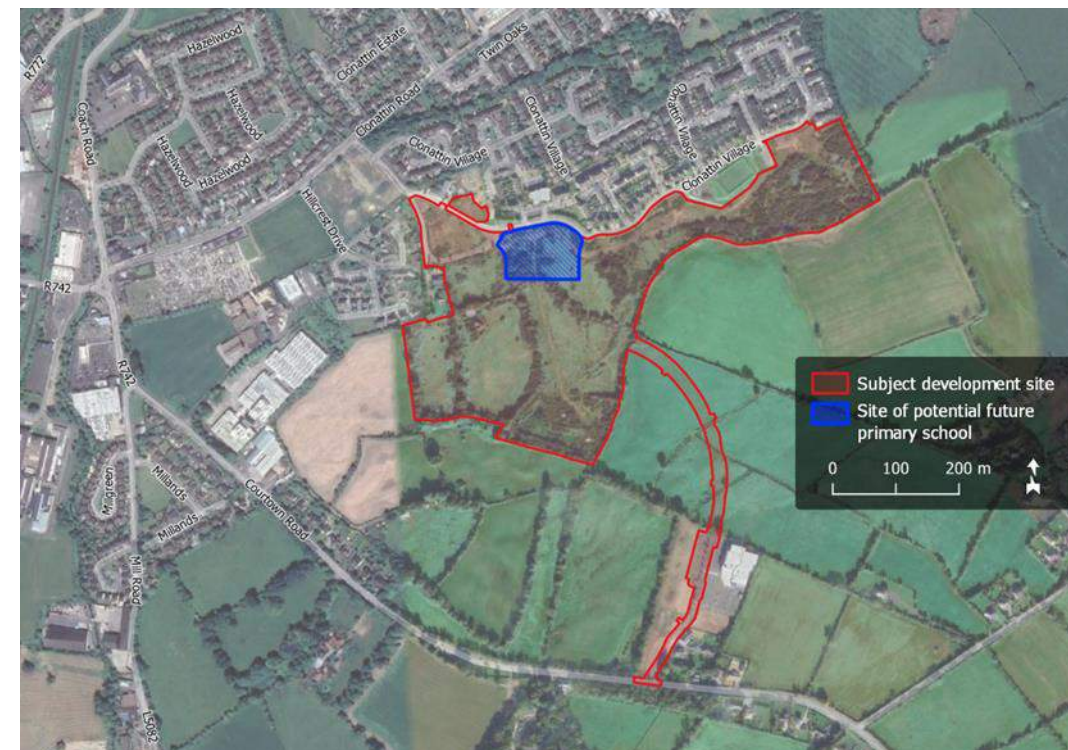 R772
Hazelwood
Clonattin Estate
Twin Oaks
Coach Road
Hazelwood
Hazelwood
Clonattin Road
Hazelwood
Hazelwood
Clonattin Village
Clonattin Village
Clonattin Village
Clonattin Village
Hillcrest Drive
R742
R742
Subject development site
Site of potential future
primary school
0 100 200 m
Millgreen
Millands
Millands
Courtown Road
Mill Road
L5082